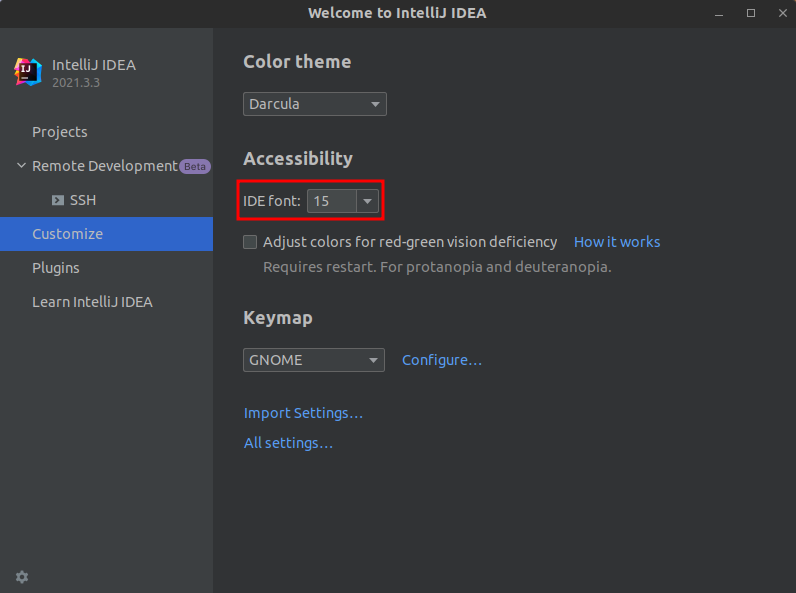 Welcome to IntelliJ IDEA
IJ
IntelliJ IDEA
2021.3.3
Projects
Remote Development Beta
SSH
Customize
Plugins
Learn IntelliJ IDEA
Color theme
Darcula
Accessibility
IDE font: 15
Adjust colors for red-green vision deficiency How it works
Requires restart. For protanopia and deuteranopia.
Keymap
GNOME Configure...
Import Settings...
All settings...